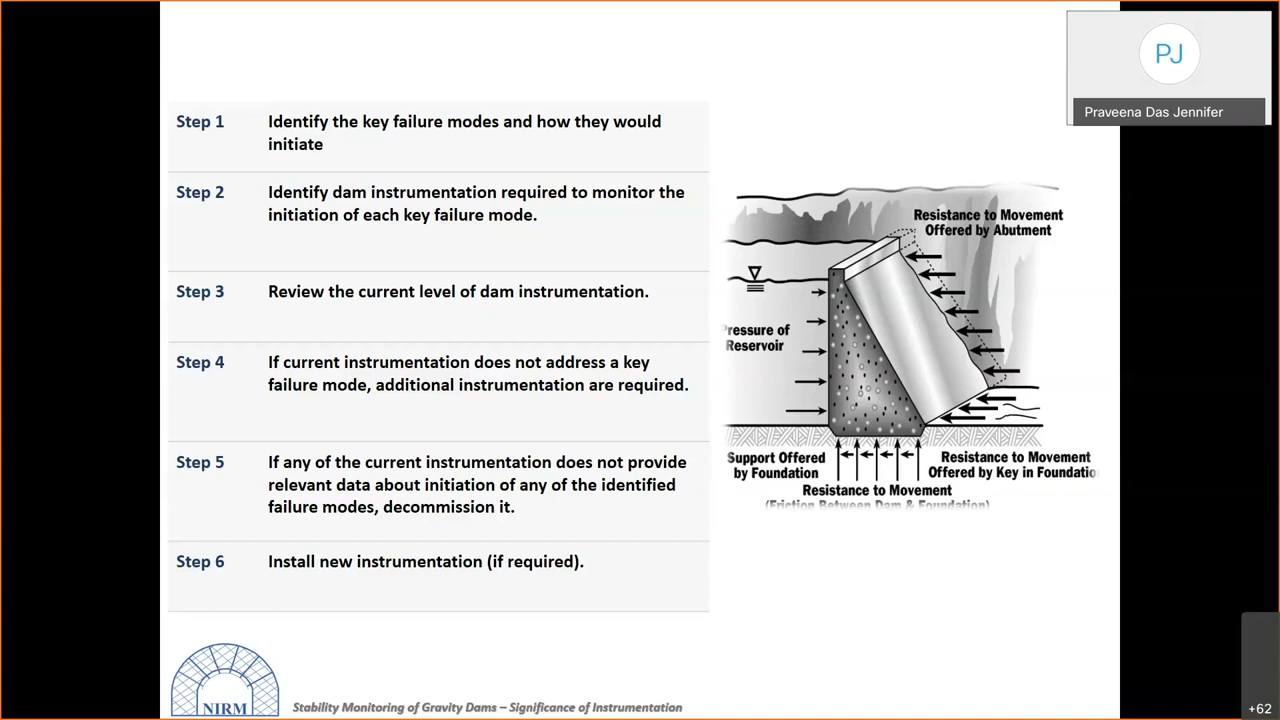 PJ
Praveena Das Jennifer
Step 1
Identify the key failure modes and how they would
initiate
Step 2
Identify dam instrumentation required to monitor the
initiation of each key failure mode.
Step 3
Review the current level of dam instrumentation.
Step 4
If current instrumentation does not address a key
failure mode, additional instrumentation are required.
Step 5
If any of the current instrumentation does not provide
relevant data about initiation of any of the identified
failure modes, decommission it.
Step 6
Install new instrumentation (if required).
Resistance to Movement
Offered by Abutment
ressure of
Reservoir
Support Offered
by Foundation
Resistance to Movement
Offered by Key in Foundatio
Resistance to Movement
(Friction Between Dam & Foundation)
NIRM
Stability Monitoring of Gravity Dams – Significance of Instrumentation
+62